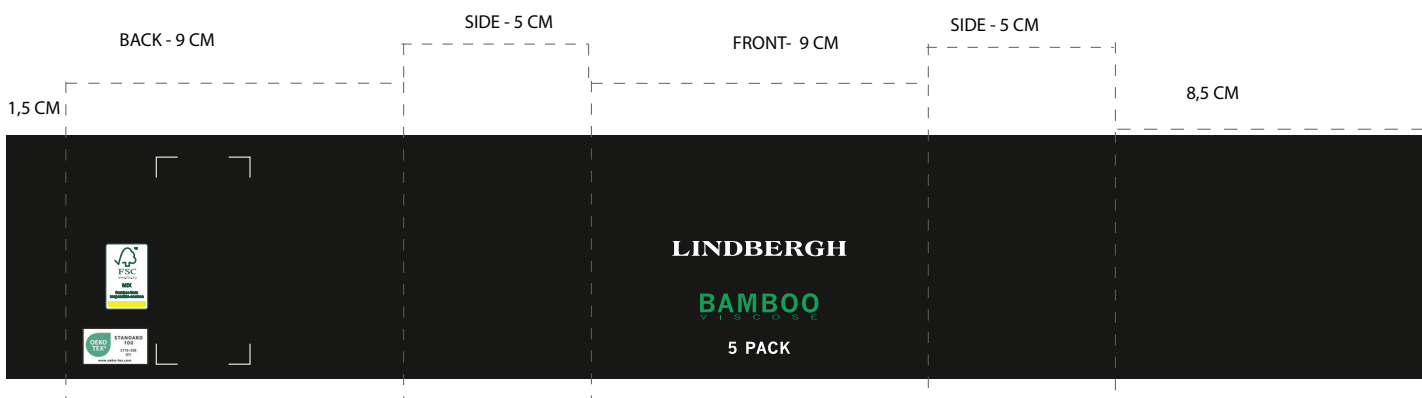 BACK - 9 CM
SIDE - 5 CM
FRONT- 9 CM
SIDE - 5 CM
1,5 CM
8,5 CM
LINDBERGH
BAMBOO
VISCOSE
5 PACK
FSC
MIX
OEKO
TEX®
STANDARD
100